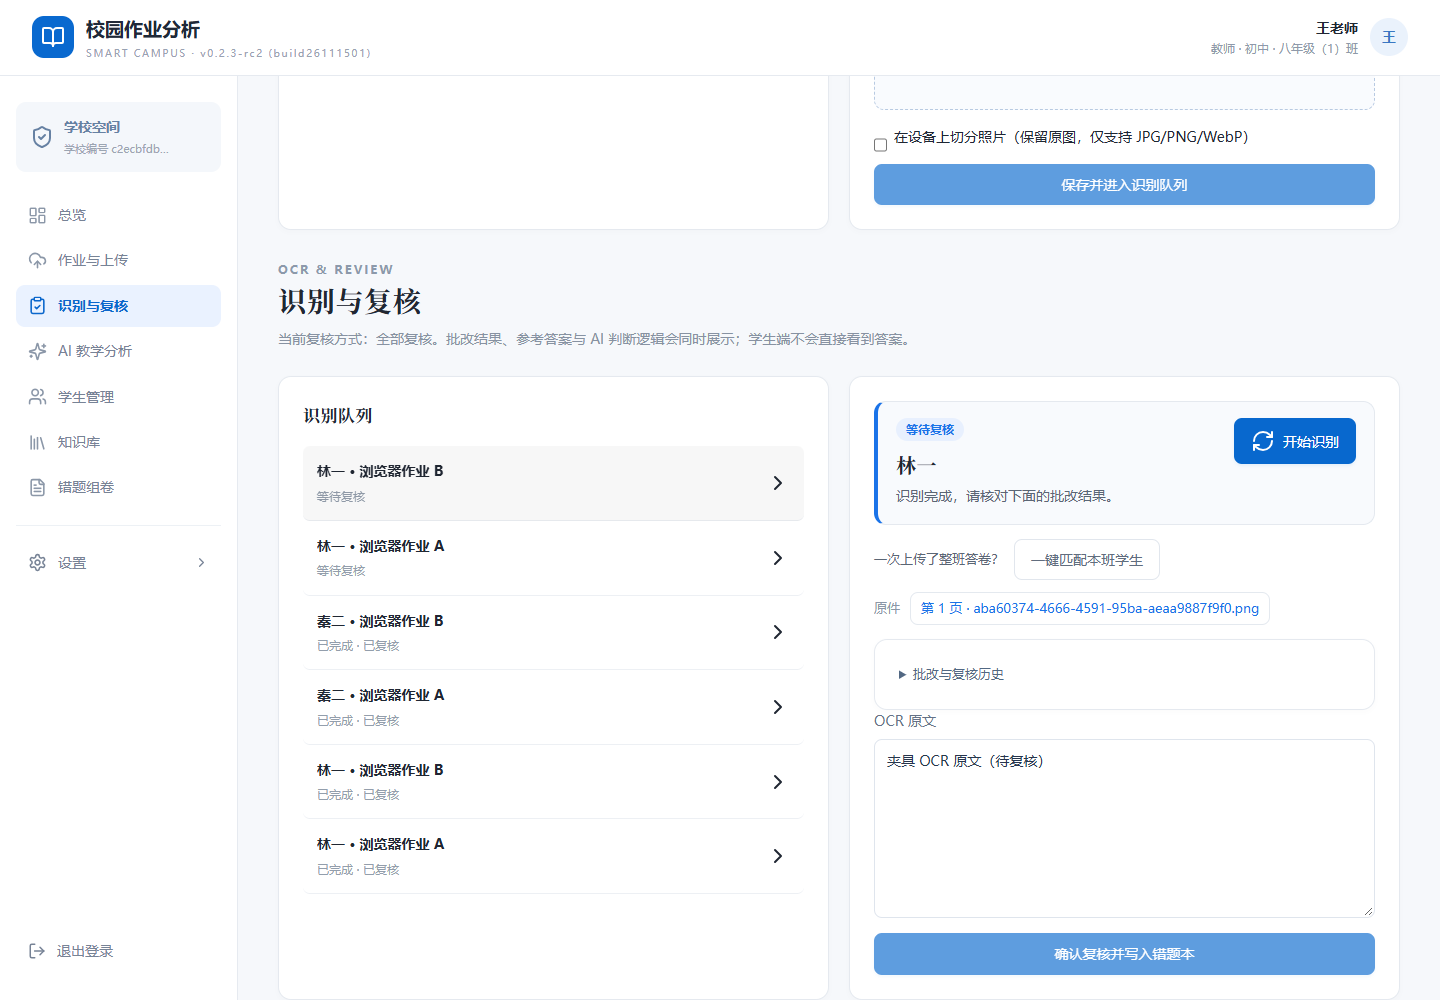 校园作业分析
SMART CAMPUS · v0.2.3-rc2 (build26111501)
王老师
教师 · 初中 · 八年级（1）班
王
学校空间
学校编号 c2ecbfdb...
总览
作业与上传
识别与复核
AI 教学分析
学生管理
知识库
错题组卷
设置
退出登录
在设备上切分照片（保留原图，仅支持 JPG/PNG/WebP）
保存并进入识别队列
OCR & REVIEW
识别与复核
当前复核方式：全部复核。批改结果、参考答案与 AI 判断逻辑会同时展示；学生端不会直接看到答案。
识别队列
林一 • 浏览器作业 B
等待复核
林一 • 浏览器作业 A
等待复核
秦二 • 浏览器作业 B
已完成 · 已复核
秦二 • 浏览器作业 A
已完成 · 已复核
林一 • 浏览器作业 B
已完成 · 已复核
林一 • 浏览器作业 A
已完成 · 已复核
等待复核
林一
识别完成，请核对下面的批改结果。
开始识别
一次上传了整班答卷？
一键匹配本班学生
原件
第 1 页 · aba60374-4666-4591-95ba-aeaa9887f9f0.png
批改与复核历史
OCR 原文
夹具 OCR 原文（待复核）
确认复核并写入错题本